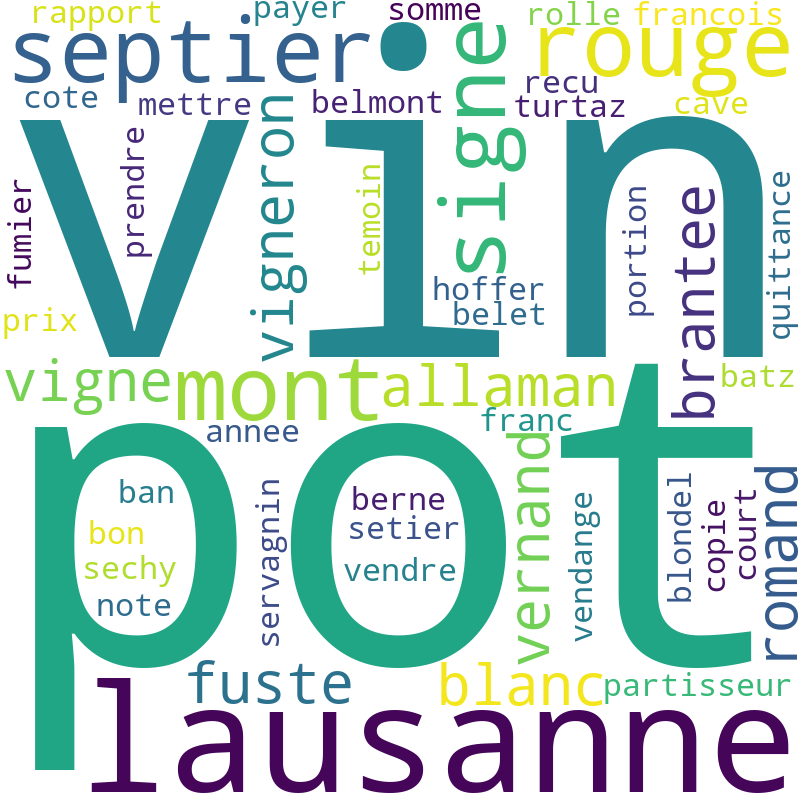 rapport
payer
somme
rolle
francois
septier
rouge
signe
cote
mettre
belmont
recu
turtaz
cave
vin
vigneron
prendre
temoin
fumier
portion
brantee
quittance
hoffer
belet
prix
vigne
mont
allaman
batz
annee
franc
pot
ban
bon
sechy
note
servagnin
berne
setier
vendre
vernand
vendange
blondel
copie
court
romand
fuste
blanc
partisseur
lausanne